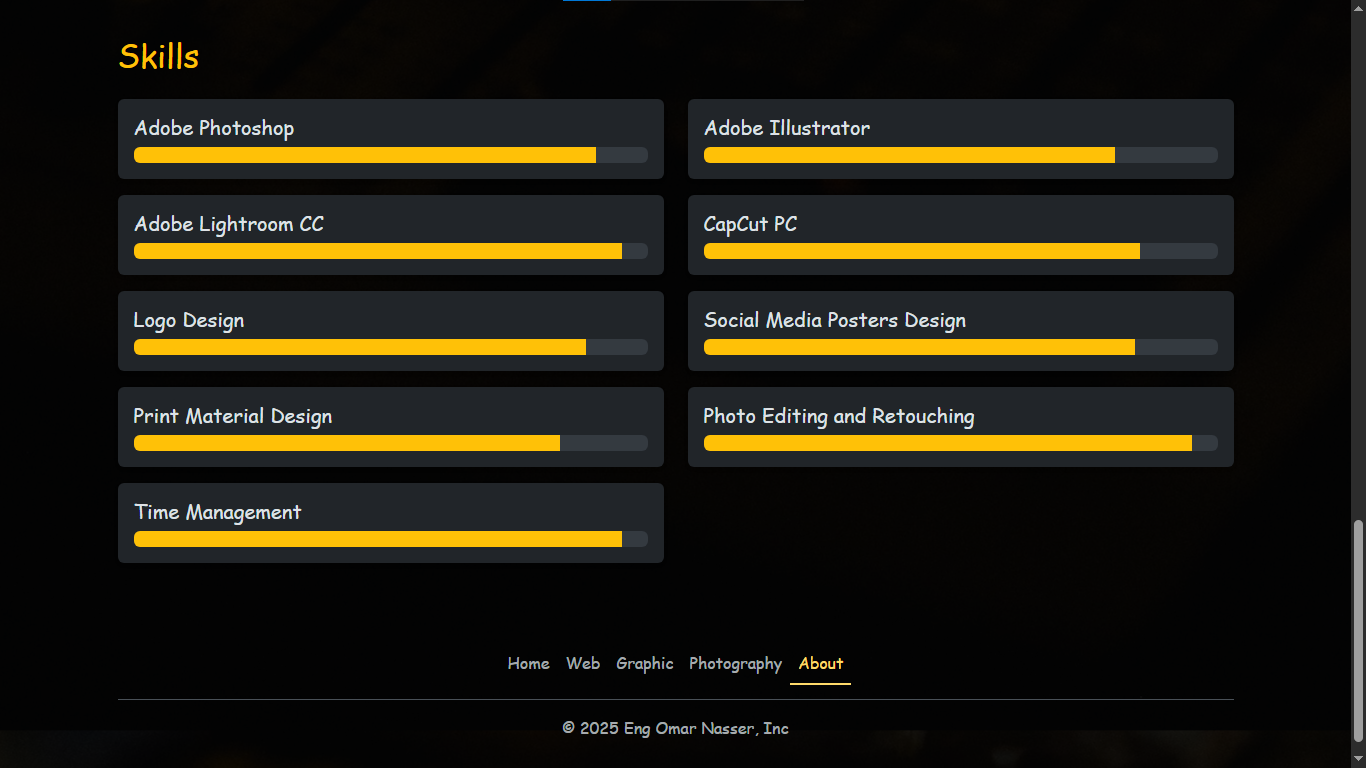 Skills
Adobe Photoshop
Adobe Illustrator
Adobe Lightroom CC
CapCut PC
Logo Design
Social Media Posters Design
Print Material Design
Photo Editing and Retouching
Time Management
Home Web Graphic Photography About
© 2025 Eng Omar Nasser, Inc